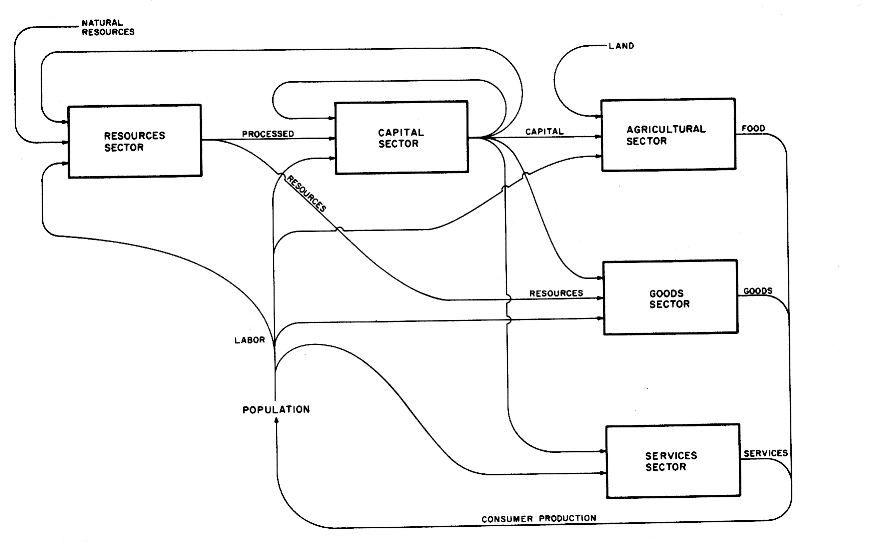 NATURAL
RESOURCES
LAND
RESOURCES
SECTOR
PROCESSED
CAPITAL
SECTOR
CAPITAL
AGRICULTURAL
SECTOR
FOOD
RESOURCES
RESOURCES
GOODS
SECTOR
GOODS
LABOR
POPULATION
SERVICES
SECTOR
SERVICES
CONSUMER PRODUCTION